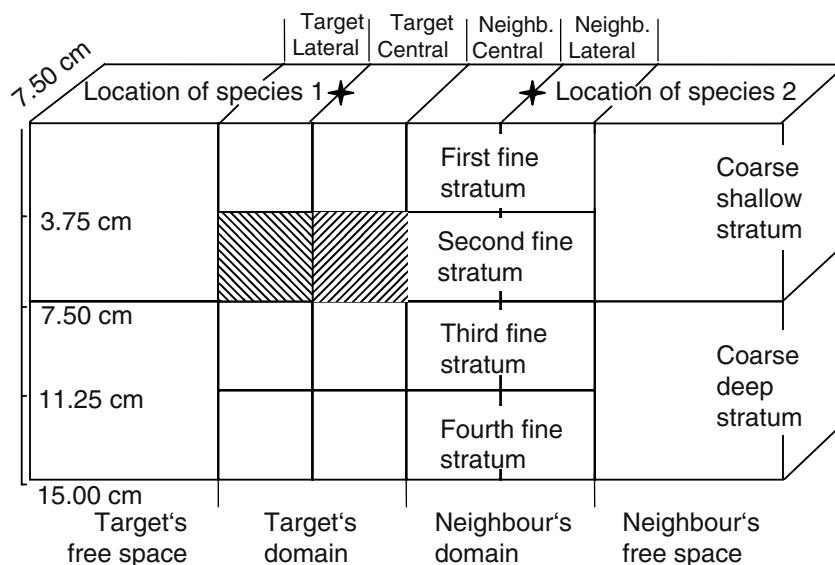 Target Lateral
Target Central
Neighb. Central
Neighb. Lateral
7.50 cm
Location of species 1
Location of species 2
First fine
stratum
Coarse
shallow
stratum
3.75 cm
Second fine
stratum
7.50 cm
Third fine
stratum
Coarse
deep
stratum
11.25 cm
Fourth fine
stratum
15.00 cm
Target‘s
free space
Target‘s
domain
Neighbour‘s
domain
Neighbour‘s
free space